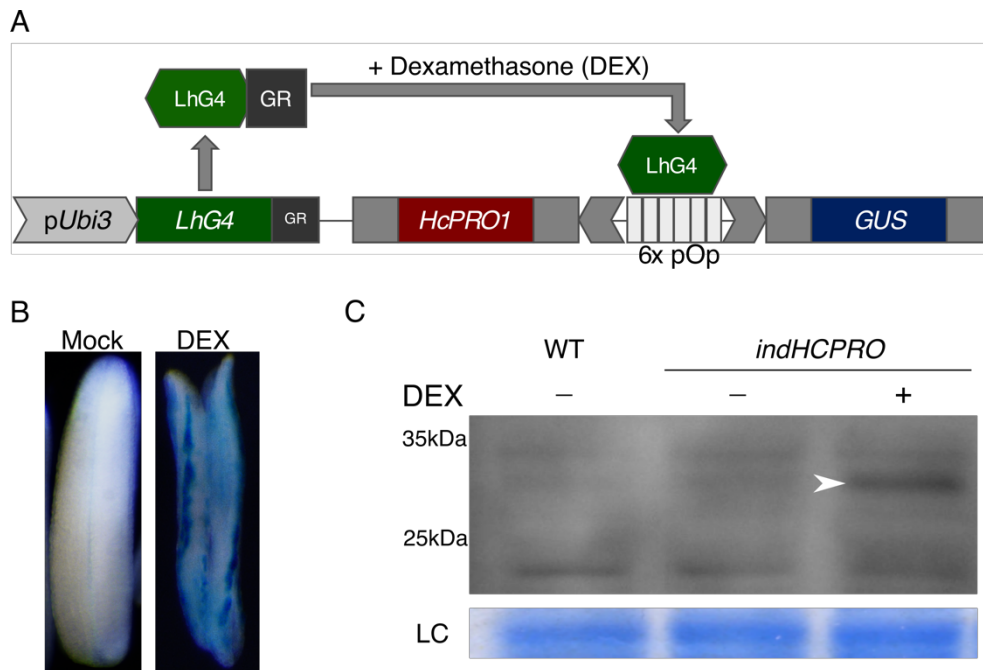 A
+ Dexamethasone (DEX)
LhG4 GR
LhG4
pUbi3 LhG4 GR HcPRO1 GUS
6x pOp
B
Mock DEX
C
WT indHCPRO
DEX – – +
35kDa
25kDa
LC